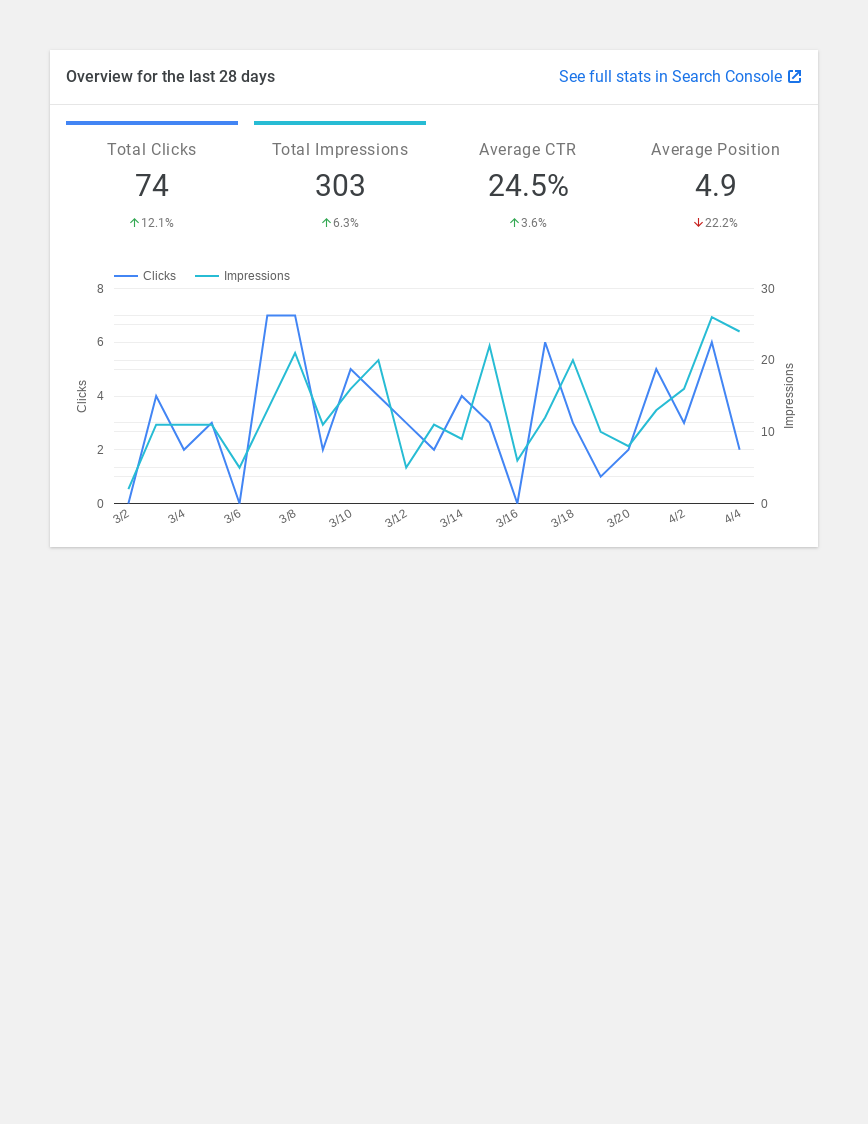 Overview for the last 28 days
See full stats in Search Console
Total Clicks
74
12.1%
Total Impressions
303
6.3%
Average CTR
24.5%
3.6%
Average Position
4.9
22.2%
Clicks
Impressions
8
6
4
2
0
Clicks
30
20
10
0
Impressions
3/2
3/4
3/6
3/8
3/10
3/12
3/14
3/16
3/18
3/20
4/2
4/4